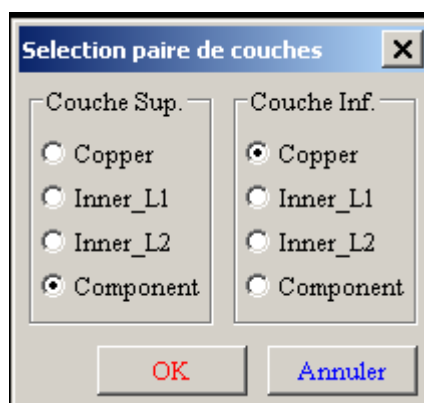 Selection paire de couches
Couche Sup.
Copper
Inner_L1
Inner_L2
Component
Couche Inf.
Copper
Inner_L1
Inner_L2
Component
OK
Annuler